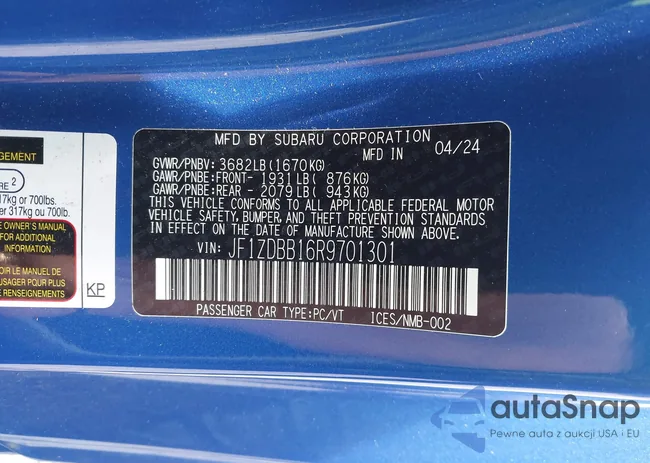 GEMENT
RE 2
17kg or 700lbs.
er 317kg ou 700lb.
E OWNER'S MANUAL
FOR ADDITIONAL
INFORMATION
OIR LE MANUEL DE
USAGER POUR PLUS
E RENSEIGNEMENTS
KP
MFD BY SUBARU CORPORATION
MFD IN 04/24
GVWR/PNBV: 3682LB(1670KG)
GAWR/PNBE:FRONT- 1931LB( 876KG)
GAWR/PNBE:REAR - 2079LB( 943KG)
THIS VEHICLE CONFORMS TO ALL APPLICABLE FEDERAL MOTOR
VEHICLE SAFETY, BUMPER, AND THEFT PREVENTION STANDARDS
IN EFFECT ON THE DATE OF MANUFACTURE SHOWN ABOVE.
VIN: JF1ZDBB16R9701301
PASSENGER CAR TYPE:PC/VT ICES/NMB-002
autaSnap
Pewne auta z aukcji USA i EU